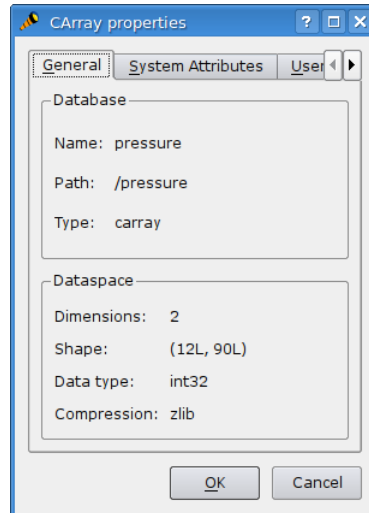 CArray properties
General System Attributes User
Database
Name: pressure
Path: /pressure
Type: carray
Dataspace
Dimensions: 2
Shape: (12L, 90L)
Data type: int32
Compression: zlib
OK Cancel